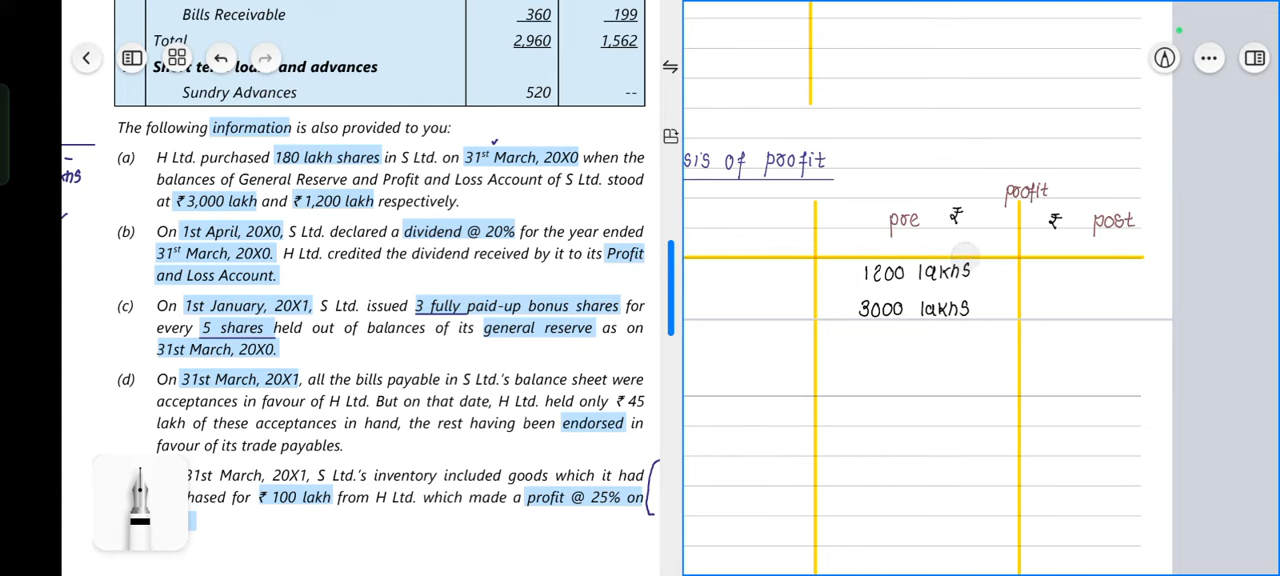 Bills Receivable 360 199
Total 2,960 1,562
and advances
Sundry Advances 520 --
The following information is also provided to you:
(a) H Ltd. purchased 180 lakh shares in S Ltd. on 31st March, 20X0 when the
balances of General Reserve and Profit and Loss Account of S Ltd. stood
at ₹ 3,000 lakh and ₹ 1,200 lakh respectively.
(b) On 1st April, 20X0, S Ltd. declared a dividend @ 20% for the year ended
31st March, 20X0. H Ltd. credited the dividend received by it to its Profit
and Loss Account.
(c) On 1st January, 20X1, S Ltd. issued 3 fully paid-up bonus shares for
every 5 shares held out of balances of its general reserve as on
31st March, 20X0.
(d) On 31st March, 20X1, all the bills payable in S Ltd.'s balance sheet were
acceptances in favour of H Ltd. But on that date, H Ltd. held only ₹ 45
lakh of these acceptances in hand, the rest having been endorsed in
favour of its trade payables.
31st March, 20X1, S Ltd.'s inventory included goods which it had
hased for ₹ 100 lakh from H Ltd. which made a profit @ 25% on
khs
sis of profit
profit
pre ₹ ₹ post
1200 lakhs
3000 lakhs